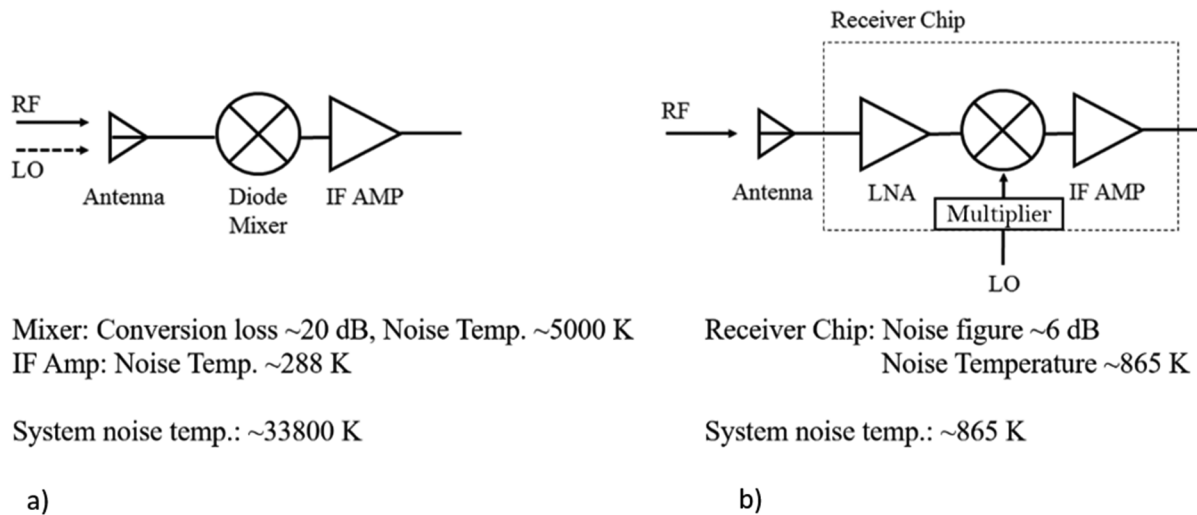 RF
LO
Antenna
Diode
Mixer
IF AMP
Mixer: Conversion loss ~20 dB, Noise Temp. ~5000 K
IF Amp: Noise Temp. ~288 K
System noise temp.: ~33800 K
a)
Receiver Chip
RF
Antenna
LNA
IF AMP
Multiplier
LO
Receiver Chip: Noise figure ~6 dB
Noise Temperature ~865 K
System noise temp.: ~865 K
b)